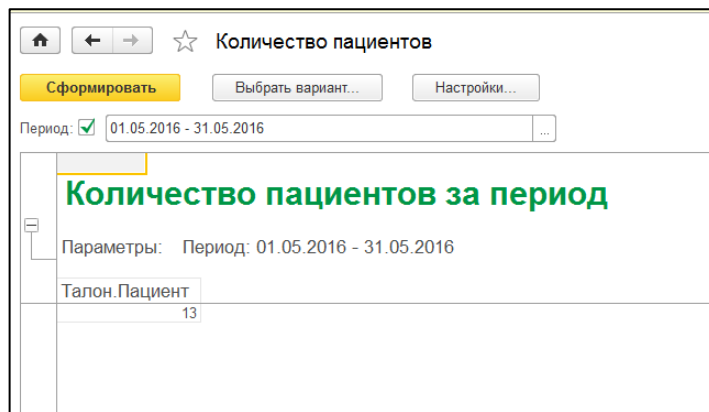 Количество пациентов
Сформировать Выбрать вариант... Настройки...
Период: 01.05.2016 - 31.05.2016 ...
Количество пациентов за период
Параметры: Период: 01.05.2016 - 31.05.2016
Талон.Пациент
13